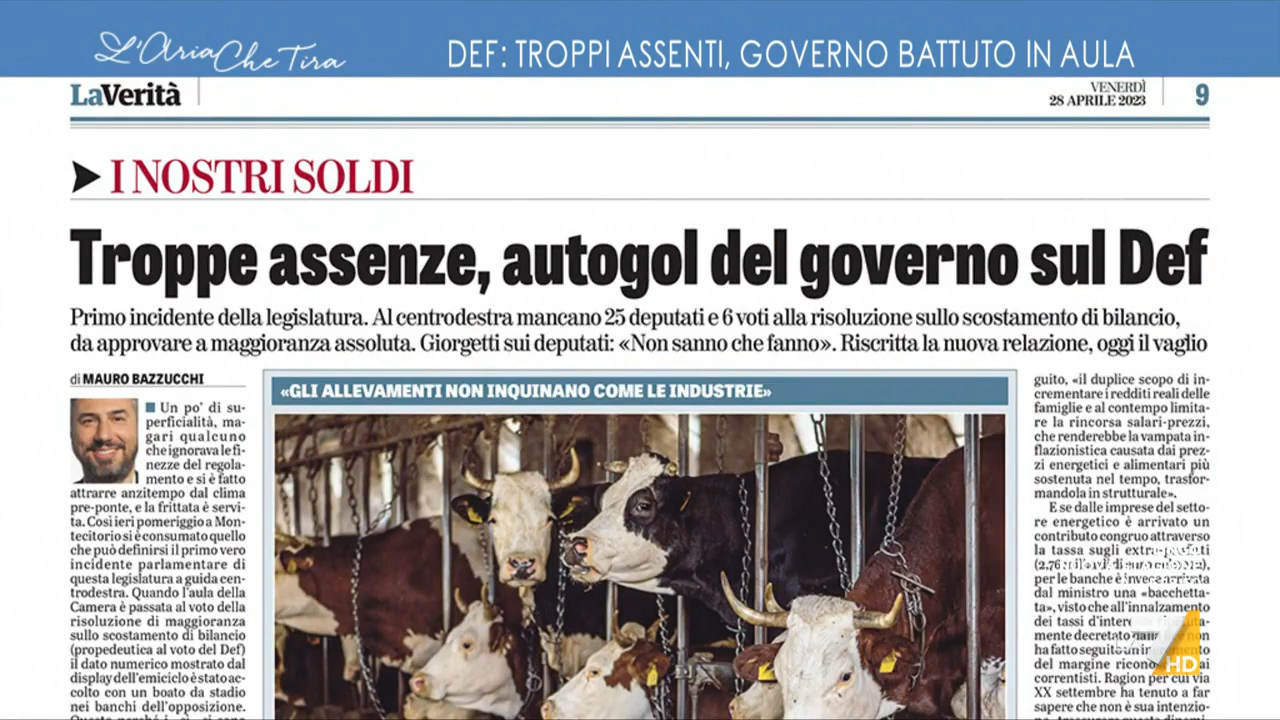 L'Aria Che Tira
DEF: TROPPI ASSENTI, GOVERNO BATTUTO IN AULA
LaVerità
VENERDÌ
28 APRILE 2023
9
I NOSTRI SOLDI
Troppe assenze, autogol del governo sul Def
Primo incidente della legislatura. Al centrodestra mancano 25 deputati e 6 voti alla risoluzione sullo scostamento di bilancio,
da approvare a maggioranza assoluta. Giorgetti sui deputati: «Non sanno che fanno». Riscritta la nuova relazione, oggi il vaglio
di MAURO BAZZUCCHI
Un po' di su-
perficialità, ma-
gari qualcuno
che ignorava le fi-
nezze del regola-
mento e si è fatto
attrarre anzitempo dal clima
pre-ponte, e la frittata è servi-
ta. Così ieri pomeriggio a Mon-
tecitorio si è consumato quello
che può definirsi il primo vero
incidente parlamentare di
questa legislatura a guida cen-
trodestra. Quando l'aula della
Camera è passata al voto della
risoluzione di maggioranza
sullo scostamento di bilancio
(propedeutica al voto del Def)
il dato numerico mostrato dal
display dell'emiciclo è stato ac-
colto con un boato da stadio
nei banchi dell'opposizione.
«GLI ALLEVAMENTI NON INQUINANO COME LE INDUSTRIE»
guito, «il duplice scopo di in-
crementare i redditi reali delle
famiglie e al contempo limita-
re la rincorsa salari-prezzi,
che renderebbe la vampata in-
flazionistica causata dai prez-
zi energetici e alimentari più
sostenuta nel tempo, trasfor-
mandola in strutturale».
E se dalle imprese del setto-
re energetico è arrivato un
contributo congruo attraverso
la tassa sugli
(2,76
per le banche è invece
dal ministro una «bacchetta-
ta», visto che all'innalzamento
dei tassi d'interes
mente decretato non
ha fatto seguito un
del margine
correntisti. Ragion per cui via
XX settembre ha tenuto a far
sapere che non è sua intenzio-
HD